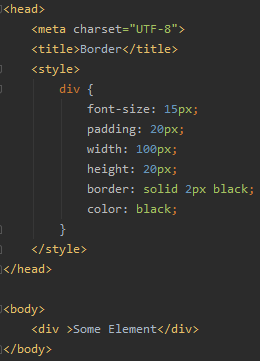 <head>
    <meta charset="UTF-8">
    <title>Border</title>
    <style>
        div {
            font-size: 15px;
            padding: 20px;
            width: 100px;
            height: 20px;
            border: solid 2px black;
            color: black;
        }
    </style>
</head>

<body>
    <div >Some Element</div>
</body>